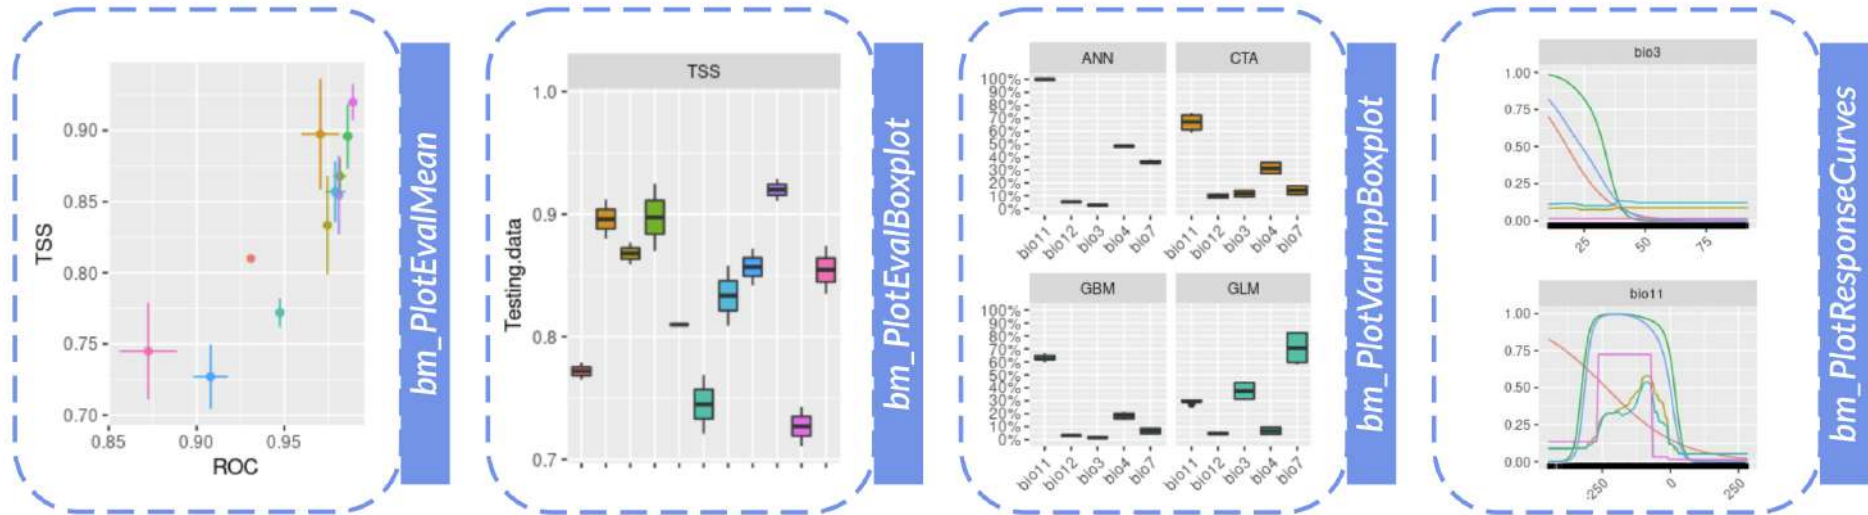 TSS
0.90
0.85
0.80
0.75
0.70
0.85 0.90 0.95
ROC
bm_PlotEvalMean
TSS
Testing.data
1.0
0.9
0.8
0.7
bm_PlotEvalBoxplot
ANN CTA
100%
90%
80%
70%
60%
50%
40%
30%
20%
10%
0%
GBM GLM
100%
90%
80%
70%
60%
50%
40%
30%
20%
10%
0%
bio11 bio12 bio3 bio4 bio7 bio11 bio12 bio3 bio4 bio7
bio11 bio12 bio3 bio4 bio7 bio11 bio12 bio3 bio4 bio7
bm_PlotVarImpBoxplot
bio3
1.00
0.75
0.50
0.25
0.00
25 50 75
bio11
1.00
0.75
0.50
0.25
0.00
-250 0 250
bm_PlotResponseCurves